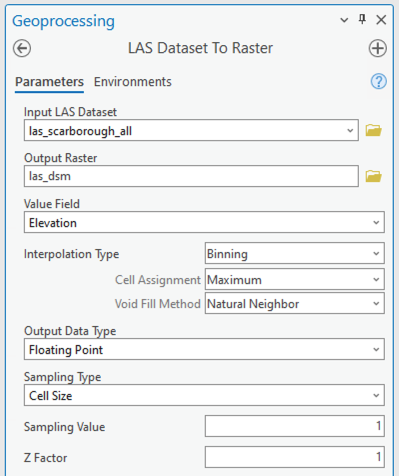 Geoprocessing
LAS Dataset To Raster
Parameters Environments
Input LAS Dataset
las_scarborough_all
Output Raster
las_dsm
Value Field
Elevation
Interpolation Type Binning
Cell Assignment Maximum
Void Fill Method Natural Neighbor
Output Data Type
Floating Point
Sampling Type
Cell Size
Sampling Value 1
Z Factor 1